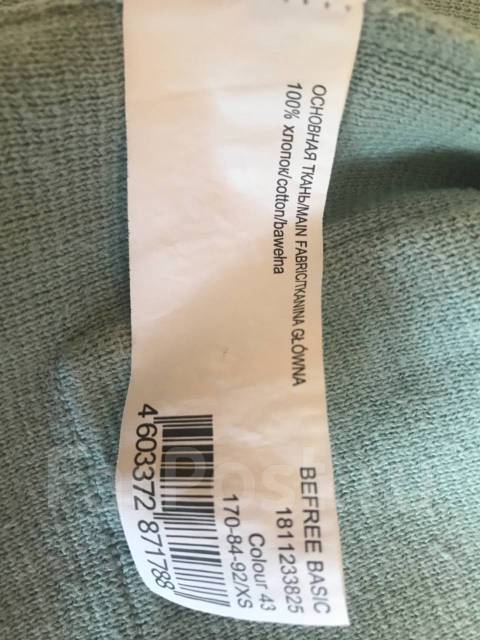 ОСНОВНАЯ ТКАНЬ/MAIN FABRIC/TKANINA GŁÓWNA
100% хлопок/cotton/bawełna
BEFREE BASIC
1811233825
Colour 43
170-84-92/XS
4 603372 871788